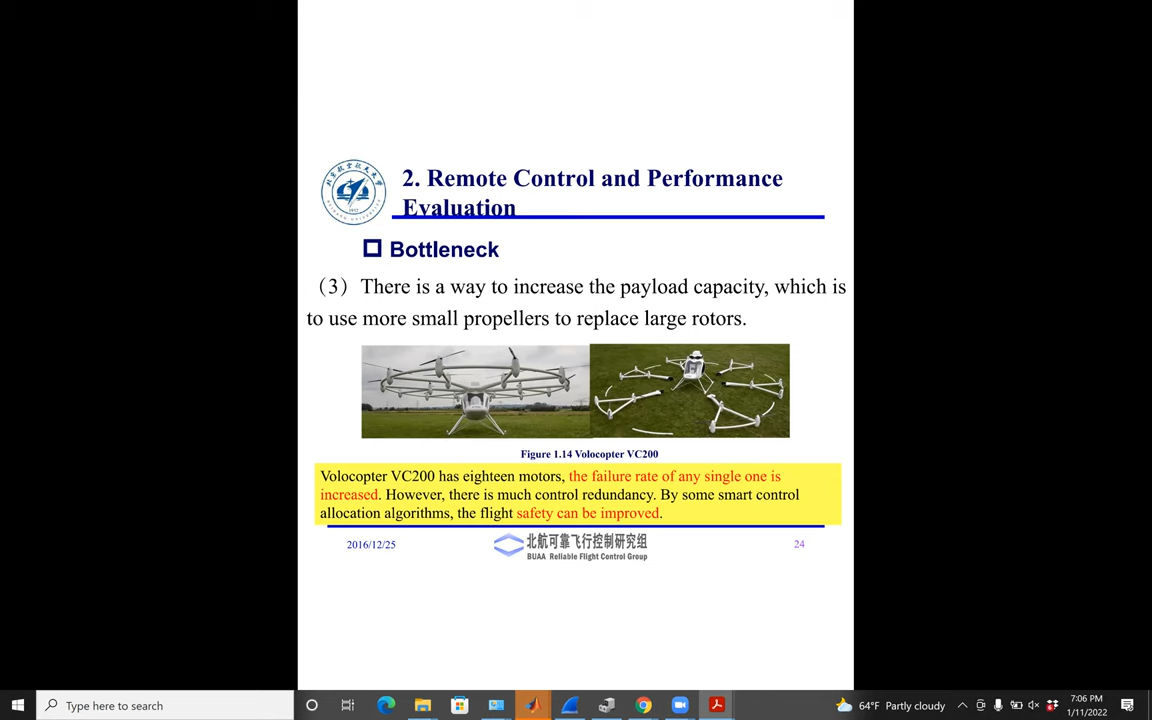 2. Remote Control and Performance
Evaluation
Bottleneck
（3）There is a way to increase the payload capacity, which is
to use more small propellers to replace large rotors.
Figure 1.14 Volocopter VC200
Volocopter VC200 has eighteen motors, the failure rate of any single one is
increased. However, there is much control redundancy. By some smart control
allocation algorithms, the flight safety can be improved.
2016/12/25
北航可靠飞行控制研究组
BUAA Reliable Flight Control Group
24
Type here to search
64°F Partly cloudy
7:06 PM
1/11/2022